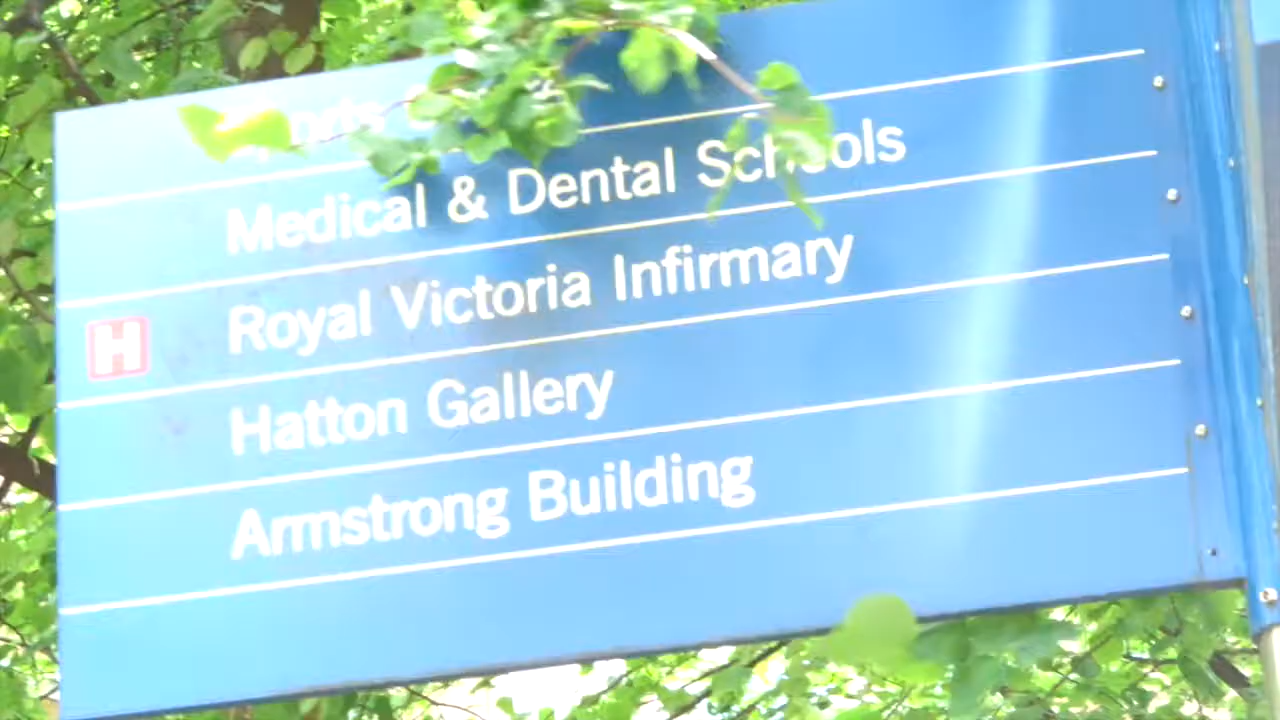 Medical & Dental Schools
H Royal Victoria Infirmary
Hatton Gallery
Armstrong Building